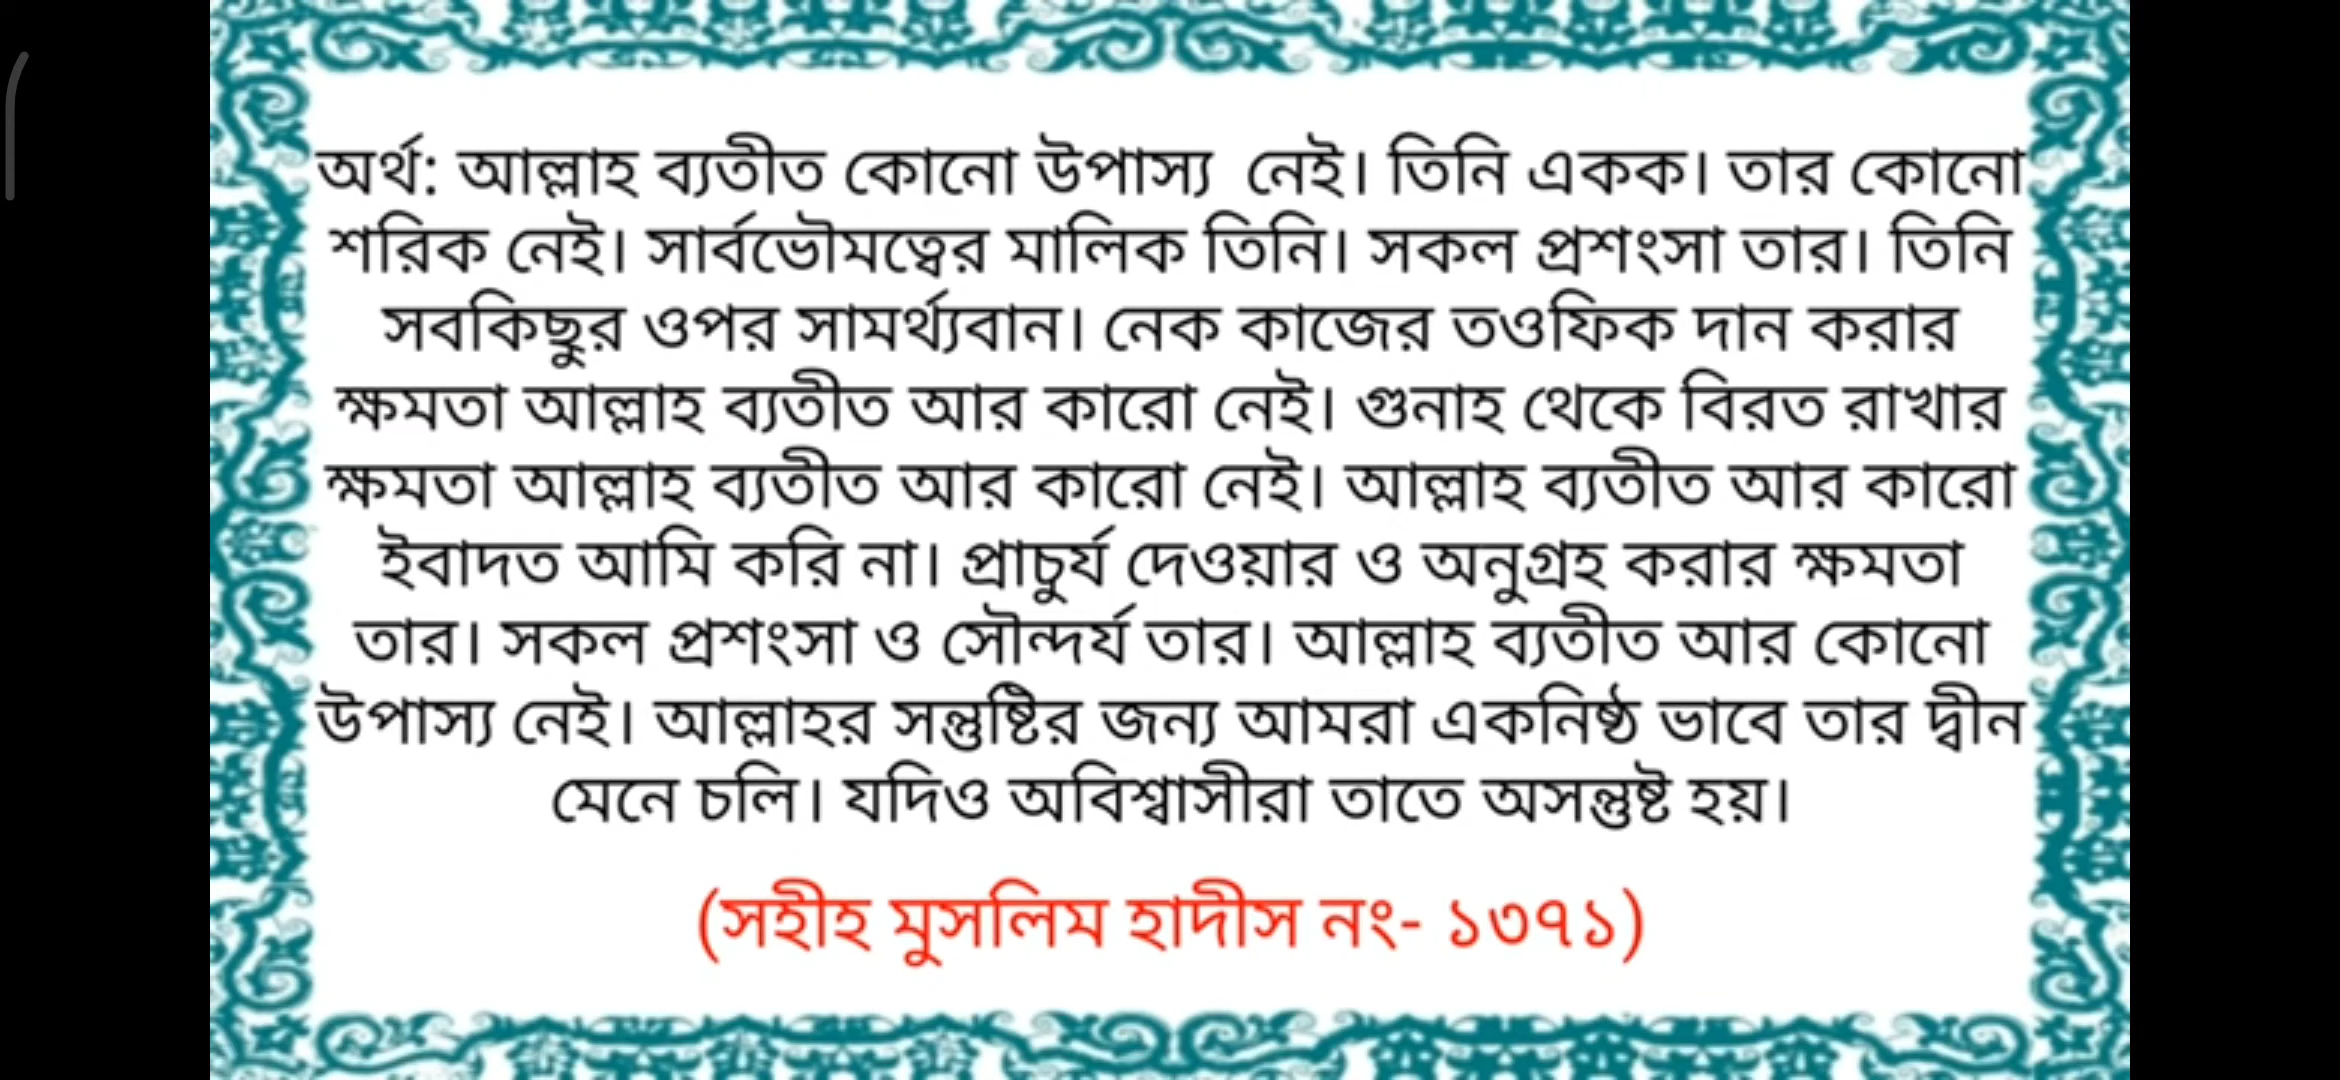 অর্থ: আল্লাহ ব্যতীত কোনো উপাস্য নেই। তিনি একক। তার কোনো
শরিক নেই। সার্বভৌমত্বের মালিক তিনি। সকল প্রশংসা তার। তিনি
সবকিছুর ওপর সামর্থ্যবান। নেক কাজের তওফিক দান করার
ক্ষমতা আল্লাহ ব্যতীত আর কারো নেই। গুনাহ থেকে বিরত রাখার
ক্ষমতা আল্লাহ ব্যতীত আর কারো নেই। আল্লাহ ব্যতীত আর কারো
ইবাদত আমি করি না। প্রাচুর্য দেওয়ার ও অনুগ্রহ করার ক্ষমতা
তার। সকল প্রশংসা ও সৌন্দর্য তার। আল্লাহ ব্যতীত আর কোনো
উপাস্য নেই। আল্লাহর সন্তুষ্টির জন্য আমরা একনিষ্ঠ ভাবে তার দ্বীন
মেনে চলি। যদিও অবিশ্বাসীরা তাতে অসন্তুষ্ট হয়।
(সহীহ মুসলিম হাদীস নং- ১৩৭১)